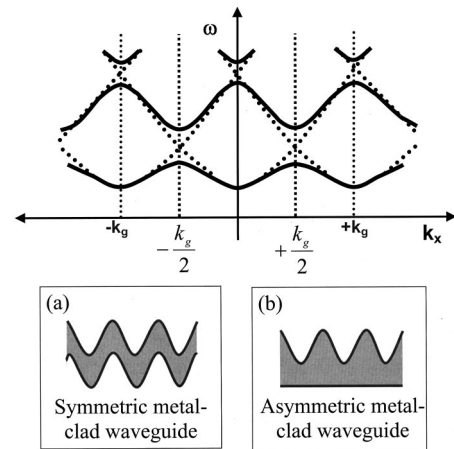 ω
-kg
- kg/2
+ kg/2
+kg
kx
(a)
Symmetric metal-
clad waveguide
(b)
Asymmetric metal-
clad waveguide